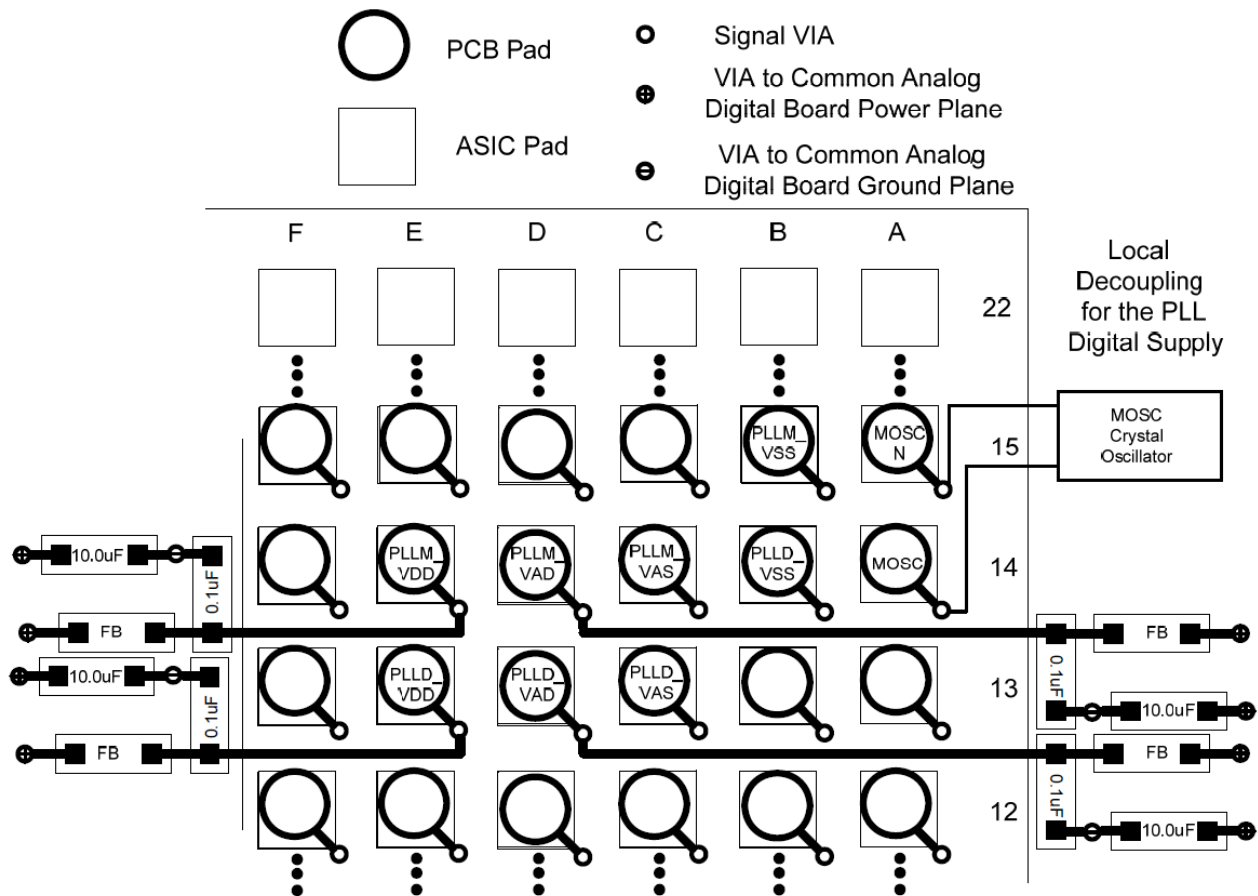 PCB Pad
ASIC Pad
Signal VIA
VIA to Common Analog
Digital Board Power Plane
VIA to Common Analog
Digital Board Ground Plane
F E D C B A
22
Local
Decoupling
for the PLL
Digital Supply
PLLM_
VSS
MOSC
N
15
MOSC
Crystal
Oscillator
10.0uF
0.1uF
FB
PLLM_
VDD
PLLM_
VAD
PLLM_
VAS
PLLD_
VSS
MOSC
14
FB
0.1uF
10.0uF
10.0uF
0.1uF
FB
PLLD_
VDD
PLLD_
VAD
PLLD_
VAS
13
FB
0.1uF
10.0uF
12